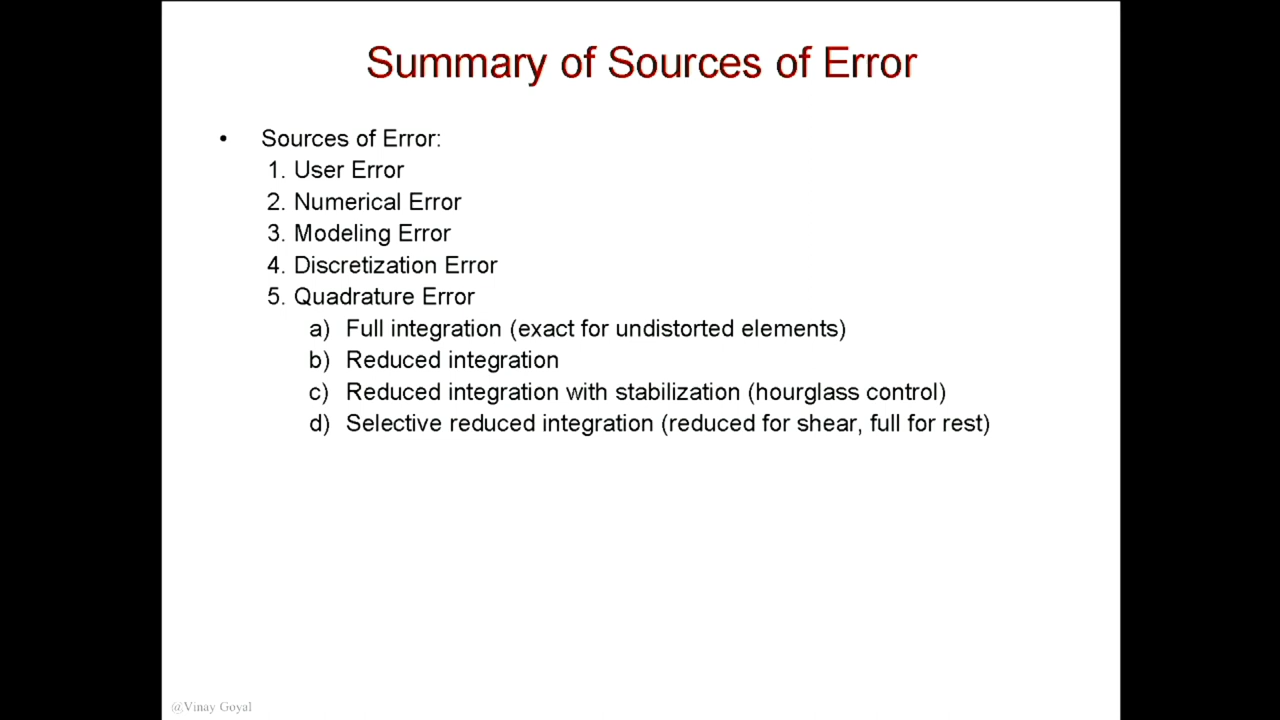 Summary of Sources of Error
• Sources of Error:
1. User Error
2. Numerical Error
3. Modeling Error
4. Discretization Error
5. Quadrature Error
a) Full integration (exact for undistorted elements)
b) Reduced integration
c) Reduced integration with stabilization (hourglass control)
d) Selective reduced integration (reduced for shear, full for rest)
@Vinay Goyal